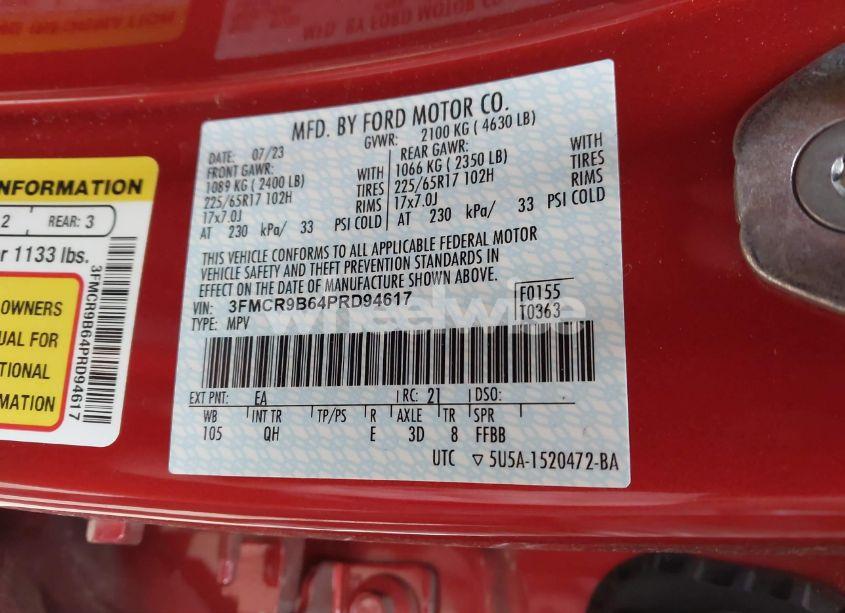 MFD. BY FORD MOTOR CO.
DATE: 07/23 GVWR: 2100 KG ( 4630 LB)
FRONT GAWR: REAR GAWR:
1089 KG ( 2400 LB) WITH 1066 KG ( 2350 LB) WITH
225/65R17 102H TIRES 225/65R17 102H TIRES
17x7.0J RIMS 17x7.0J RIMS
AT 230 kPa/ 33 PSI COLD AT 230 kPa/ 33 PSI COLD
THIS VEHICLE CONFORMS TO ALL APPLICABLE FEDERAL MOTOR
VEHICLE SAFETY AND THEFT PREVENTION STANDARDS IN
EFFECT ON THE DATE OF MANUFACTURE SHOWN ABOVE.
VIN: 3FMCR9B64PRD94617 F0155
TYPE: MPV T0363
EXT PNT: EA RC: 21 DSO:
WB INT TR TP/PS R AXLE TR SPR
105 QH E 3D 8 FFBB
UTC ▽ 5U5A-1520472-BA
INFORMATION
2 REAR: 3
1133 lbs.
3FMCR9B64PRD94617
OWNERS
FOR
wheelwise